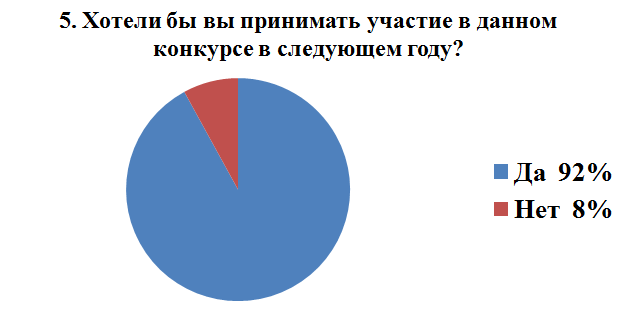 5. Хотели бы вы принимать участие в данном
конкурсе в следующем году?
Да 92%
Нет 8%